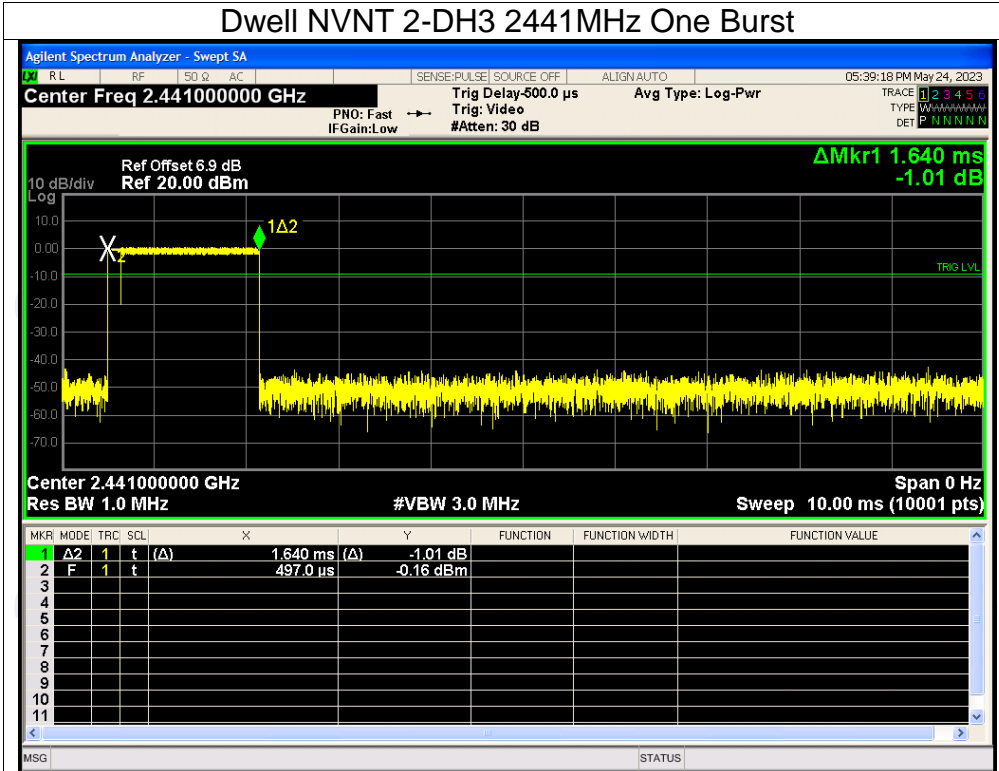 Dwell NVNT 2-DH3 2441MHz One Burst
Agilent Spectrum Analyzer - Swept SA
LXI RL RF 50 Ω AC SENSE:PULSE SOURCE OFF ALIGN AUTO 05:39:18 PM May 24, 2023
Center Freq 2.441000000 GHz Trig Delay-500.0 µs Avg Type: Log-Pwr TRACE 1 2 3 4 5 6
PNO: Fast Trig: Video TYPE WWWWWW
IFGain:Low #Atten: 30 dB DET P N N N N N
ΔMkr1 1.640 ms
-1.01 dB
Ref Offset 6.9 dB
10 dB/div Ref 20.00 dBm
Log
10.0
1Δ2
0.00
X2
TRIG LVL
-10.0
-20.0
-30.0
-40.0
-50.0
-60.0
-70.0
Center 2.441000000 GHz Span 0 Hz
Res BW 1.0 MHz #VBW 3.0 MHz Sweep 10.00 ms (10001 pts)
MKR MODE TRC SCL X Y FUNCTION FUNCTION WIDTH FUNCTION VALUE
1 Δ2 1 t (Δ) 1.640 ms (Δ) -1.01 dB
2 F 1 t 497.0 µs -0.16 dBm
3
4
5
6
7
8
9
10
11
MSG STATUS